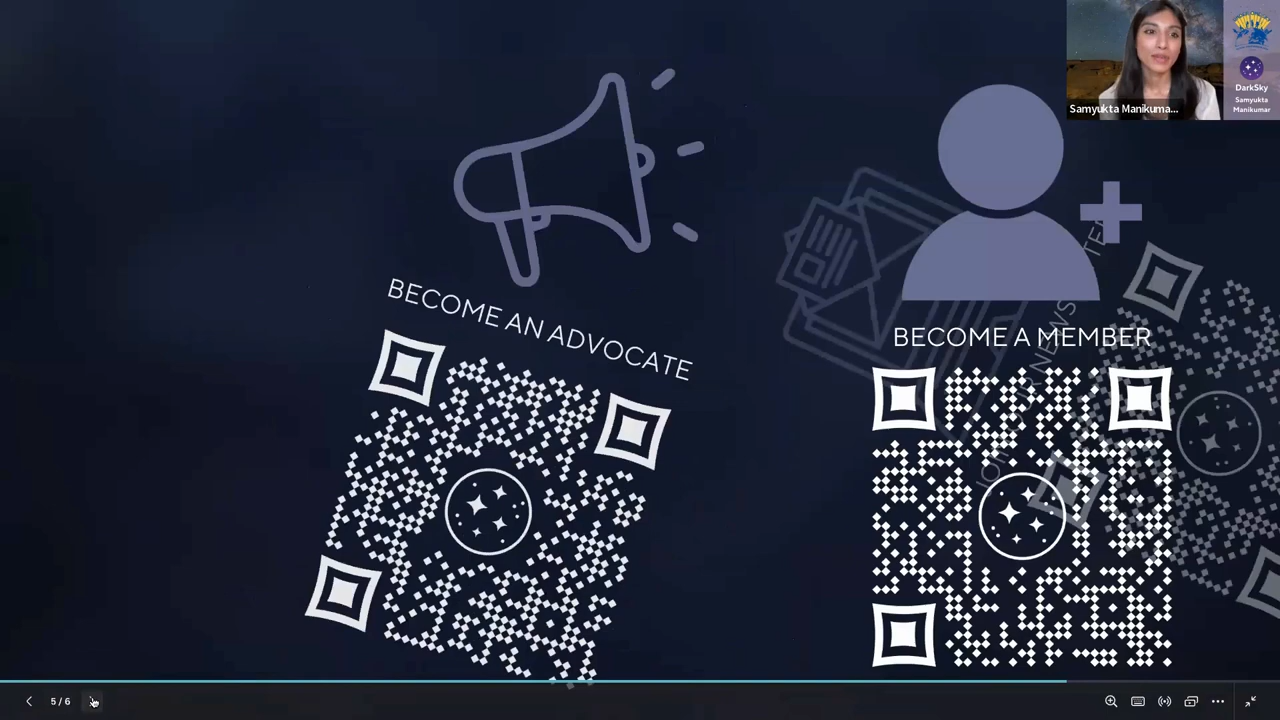 DarkSky
Samyukta
Manikumar
Samyukta Manikuma...
BECOME AN ADVOCATE
BECOME A MEMBER
5 / 6